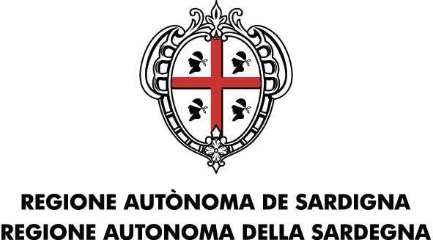 REGIONE AUTÒNOMA DE SARDIGNA
REGIONE AUTONOMA DELLA SARDEGNA